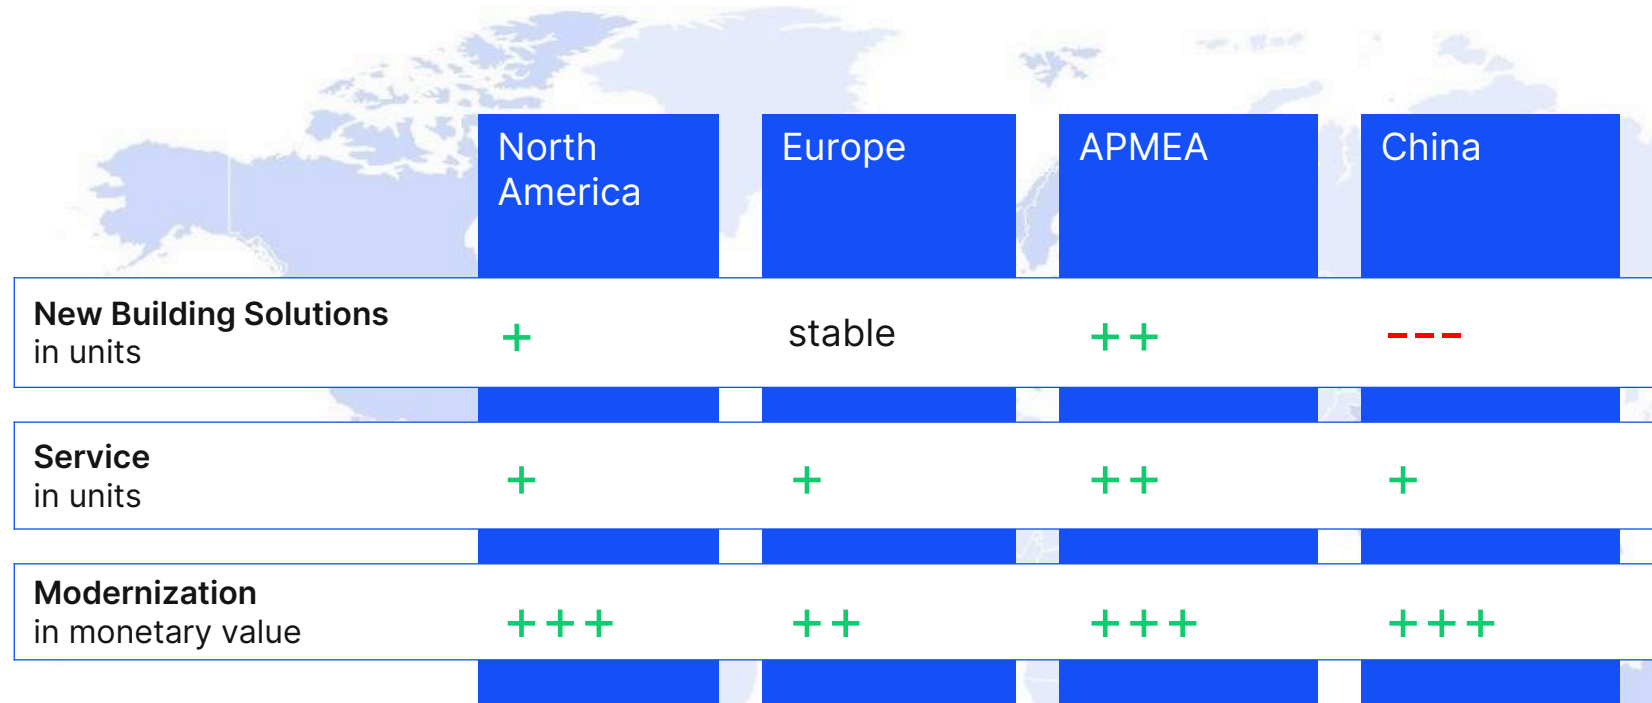 North
America
Europe
APMEA
China
New Building Solutions
in units
+
stable
++
---
Service
in units
+
+
++
+
Modernization
in monetary value
+++
++
+++
+++